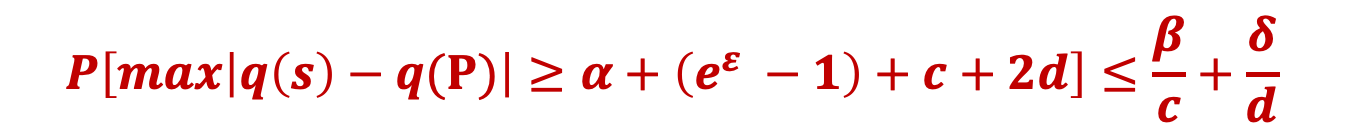 P[max|q(s) − q(P)| ≥ α + (e^ε − 1) + c + 2d] ≤ β/c + δ/d